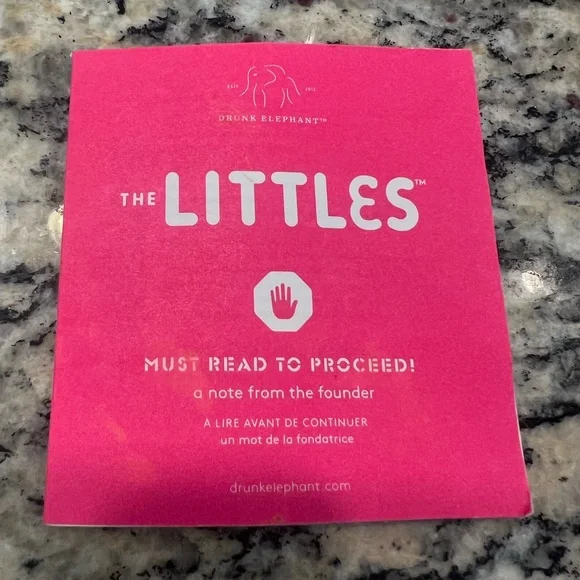 ESTD 2012
DRUNK ELEPHANT™
THE LITTLES™
MUST READ TO PROCEED!
a note from the founder
À LIRE AVANT DE CONTINUER
un mot de la fondatrice
drunkelephant.com